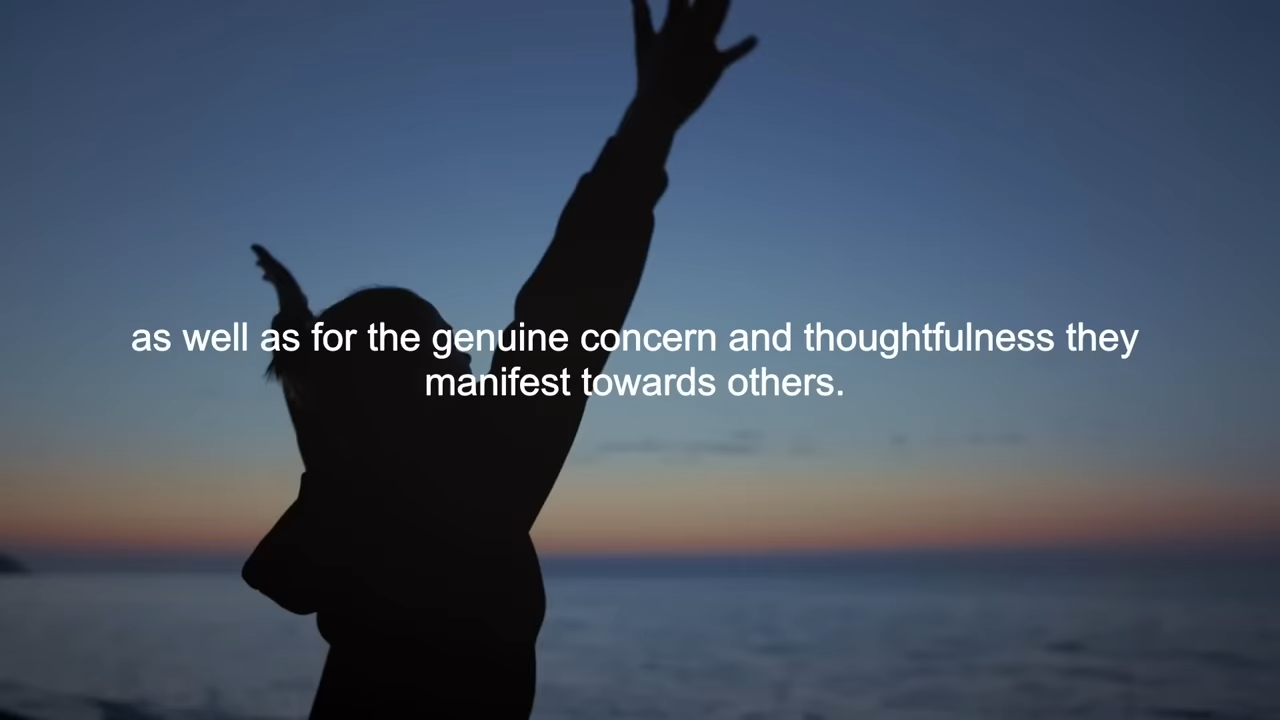 as well as for the genuine concern and thoughtfulness they
manifest towards others.